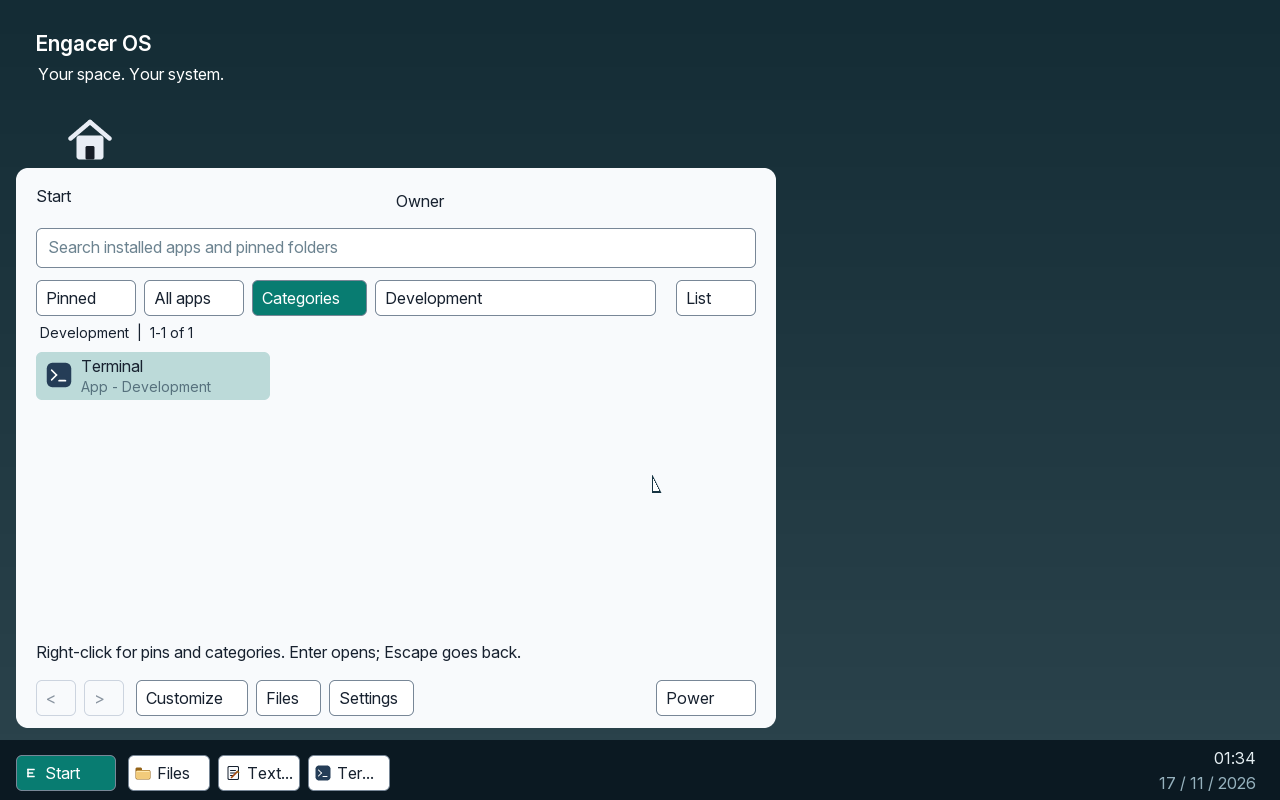 Engacer OS
Your space. Your system.
Start
Owner
Search installed apps and pinned folders
Pinned
All apps
Categories
Development
List
Development | 1-1 of 1
Terminal
App - Development
Right-click for pins and categories. Enter opens; Escape goes back.
<
>
Customize
Files
Settings
Power
Start
Files
Text...
Ter...
01:34
17 / 11 / 2026